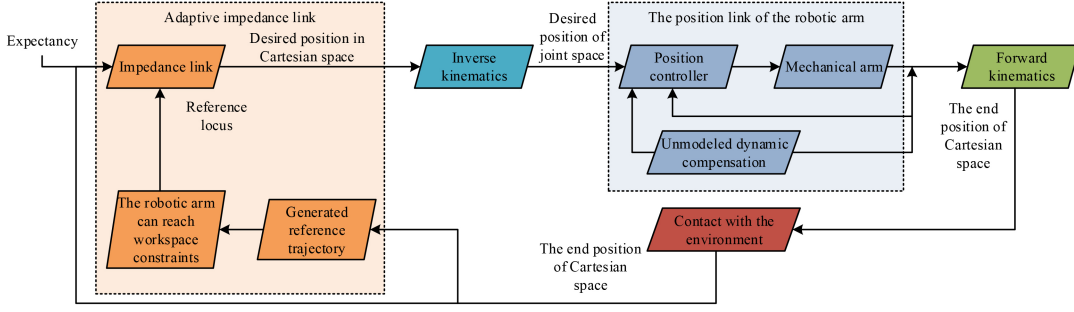 Adaptive impedance link
Expectancy
Impedance link
Desired position in
Cartesian space
Reference
locus
The robotic arm
can reach
workspace
constraints
Generated
reference
trajectory
Inverse
kinematics
Desired
position of
joint space
The position link of the robotic arm
Position
controller
Mechanical arm
Unmodeled dynamic
compensation
Forward
kinematics
The end
position of
Cartesian
space
Contact with the
environment
The end position
of Cartesian
space